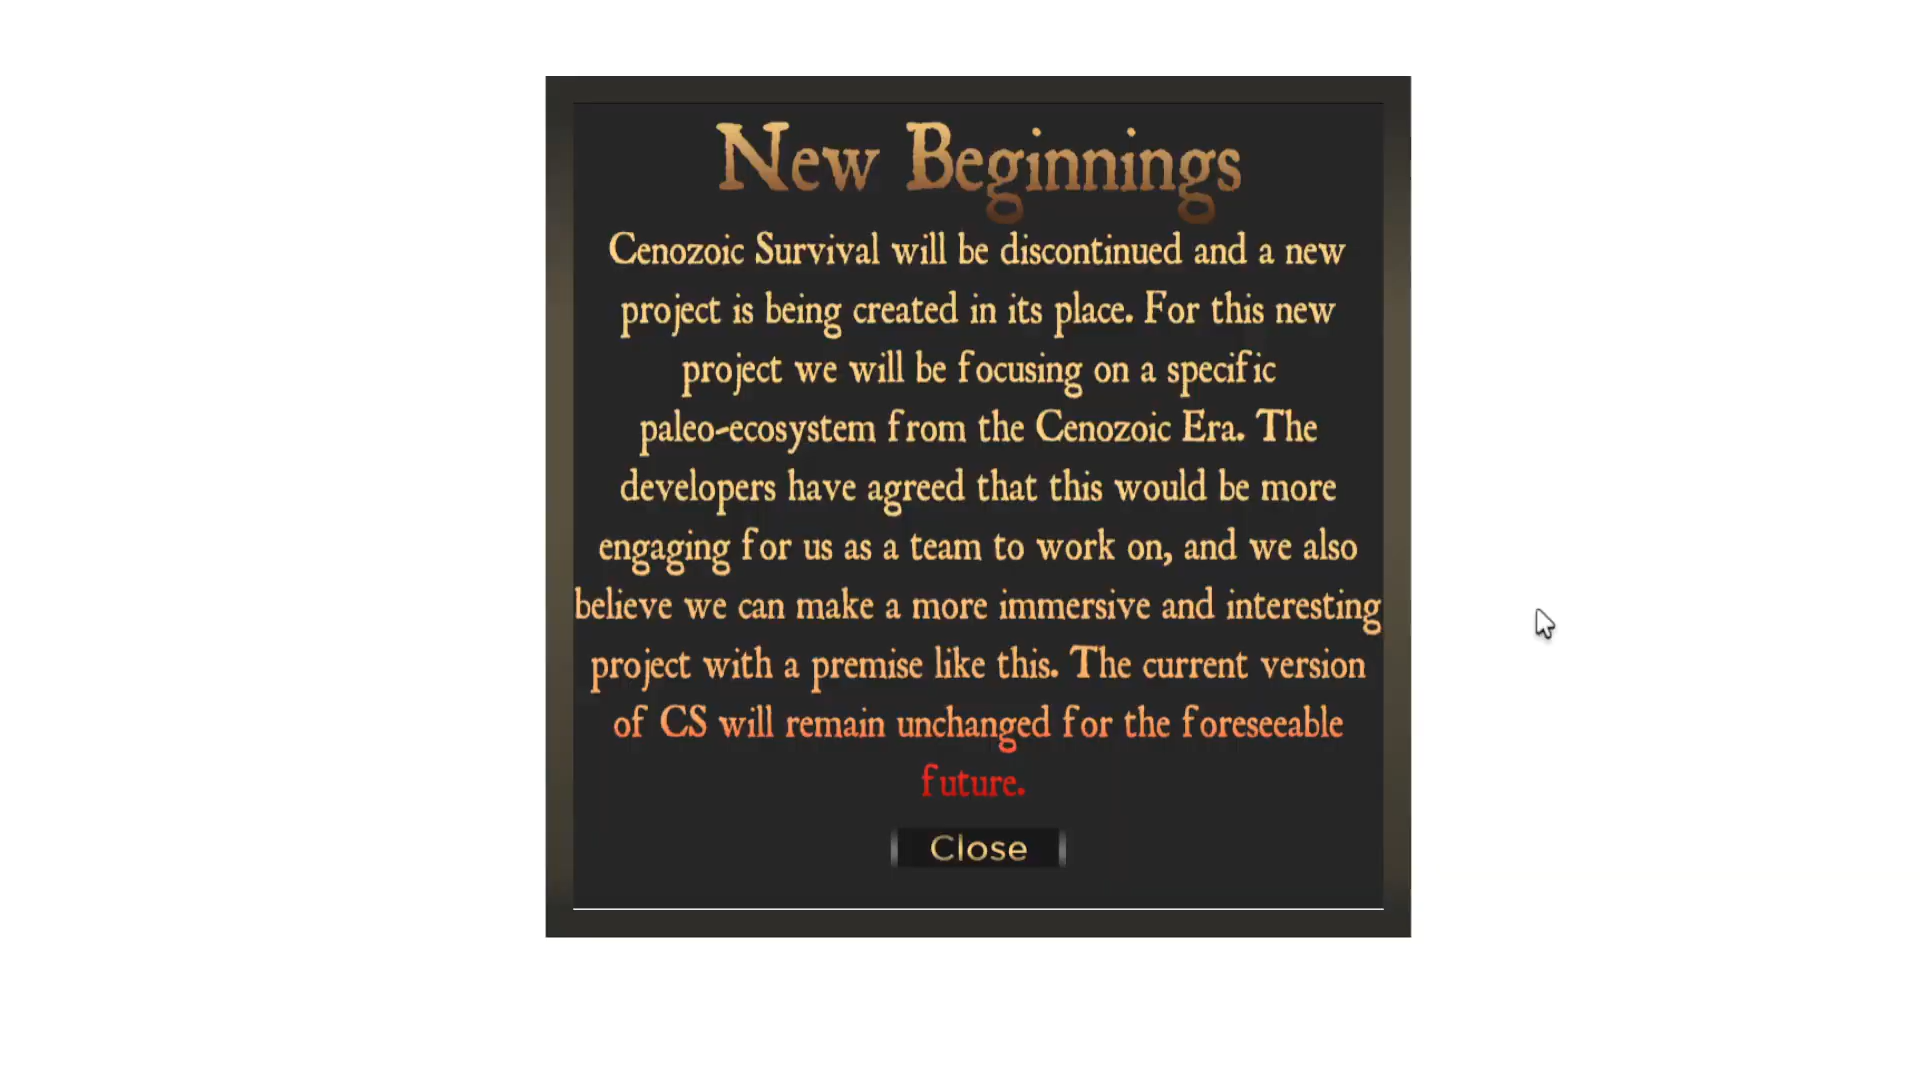 New Beginnings
Cenozoic Survival will be discontinued and a new
project is being created in its place. For this new
project we will be focusing on a specific
paleo-ecosystem from the Cenozoic Era. The
developers have agreed that this would be more
engaging for us as a team to work on, and we also
believe we can make a more immersive and interesting
project with a premise like this. The current version
of CS will remain unchanged for the foreseeable
future.
Close